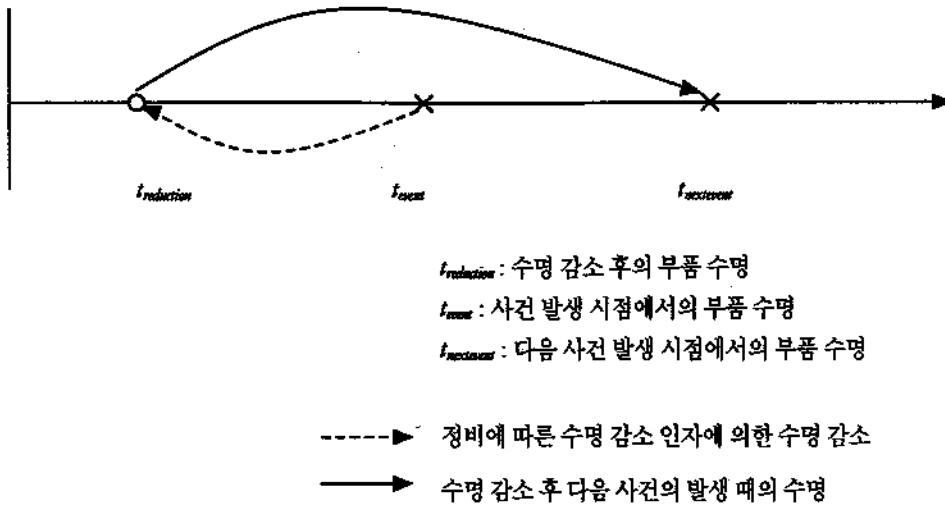 t_reduction t_event t_nextevent
t_reduction : 수명 감소 후의 부품 수명
t_event : 사건 발생 시점에서의 부품 수명
t_nextevent : 다음 사건 발생 시점에서의 부품 수명
정비에 따른 수명 감소 인자에 의한 수명 감소
수명 감소 후 다음 사건의 발생 때의 수명